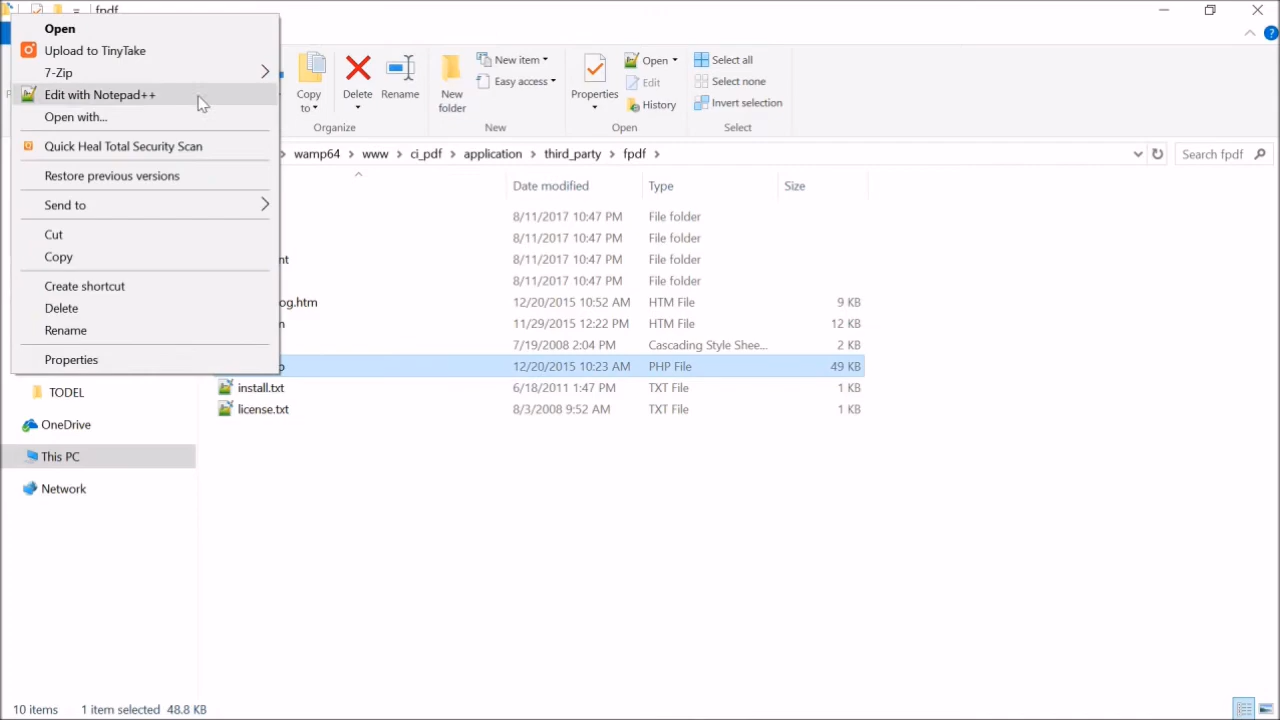 fpdf
Open
Upload to TinyTake
7-Zip
Edit with Notepad++
Open with...
Quick Heal Total Security Scan
Restore previous versions
Send to
Cut
Copy
Create shortcut
Delete
Rename
Properties
Copy
to
Delete
Rename
Organize
New
folder
New item
Easy access
New
Properties
Open
Edit
History
Open
Select all
Select none
Invert selection
Select
wamp64 > www > ci_pdf > application > third_party > fpdf >
Search fpdf
Date modified Type Size
8/11/2017 10:47 PM File folder
8/11/2017 10:47 PM File folder
nt 8/11/2017 10:47 PM File folder
8/11/2017 10:47 PM File folder
og.htm 12/20/2015 10:52 AM HTM File 9 KB
11/29/2015 12:22 PM HTM File 12 KB
7/19/2008 2:04 PM Cascading Style Shee... 2 KB
12/20/2015 10:23 AM PHP File 49 KB
install.txt 6/18/2011 1:47 PM TXT File 1 KB
license.txt 8/3/2008 9:52 AM TXT File 1 KB
TODEL
OneDrive
This PC
Network
10 items 1 item selected 48.8 KB